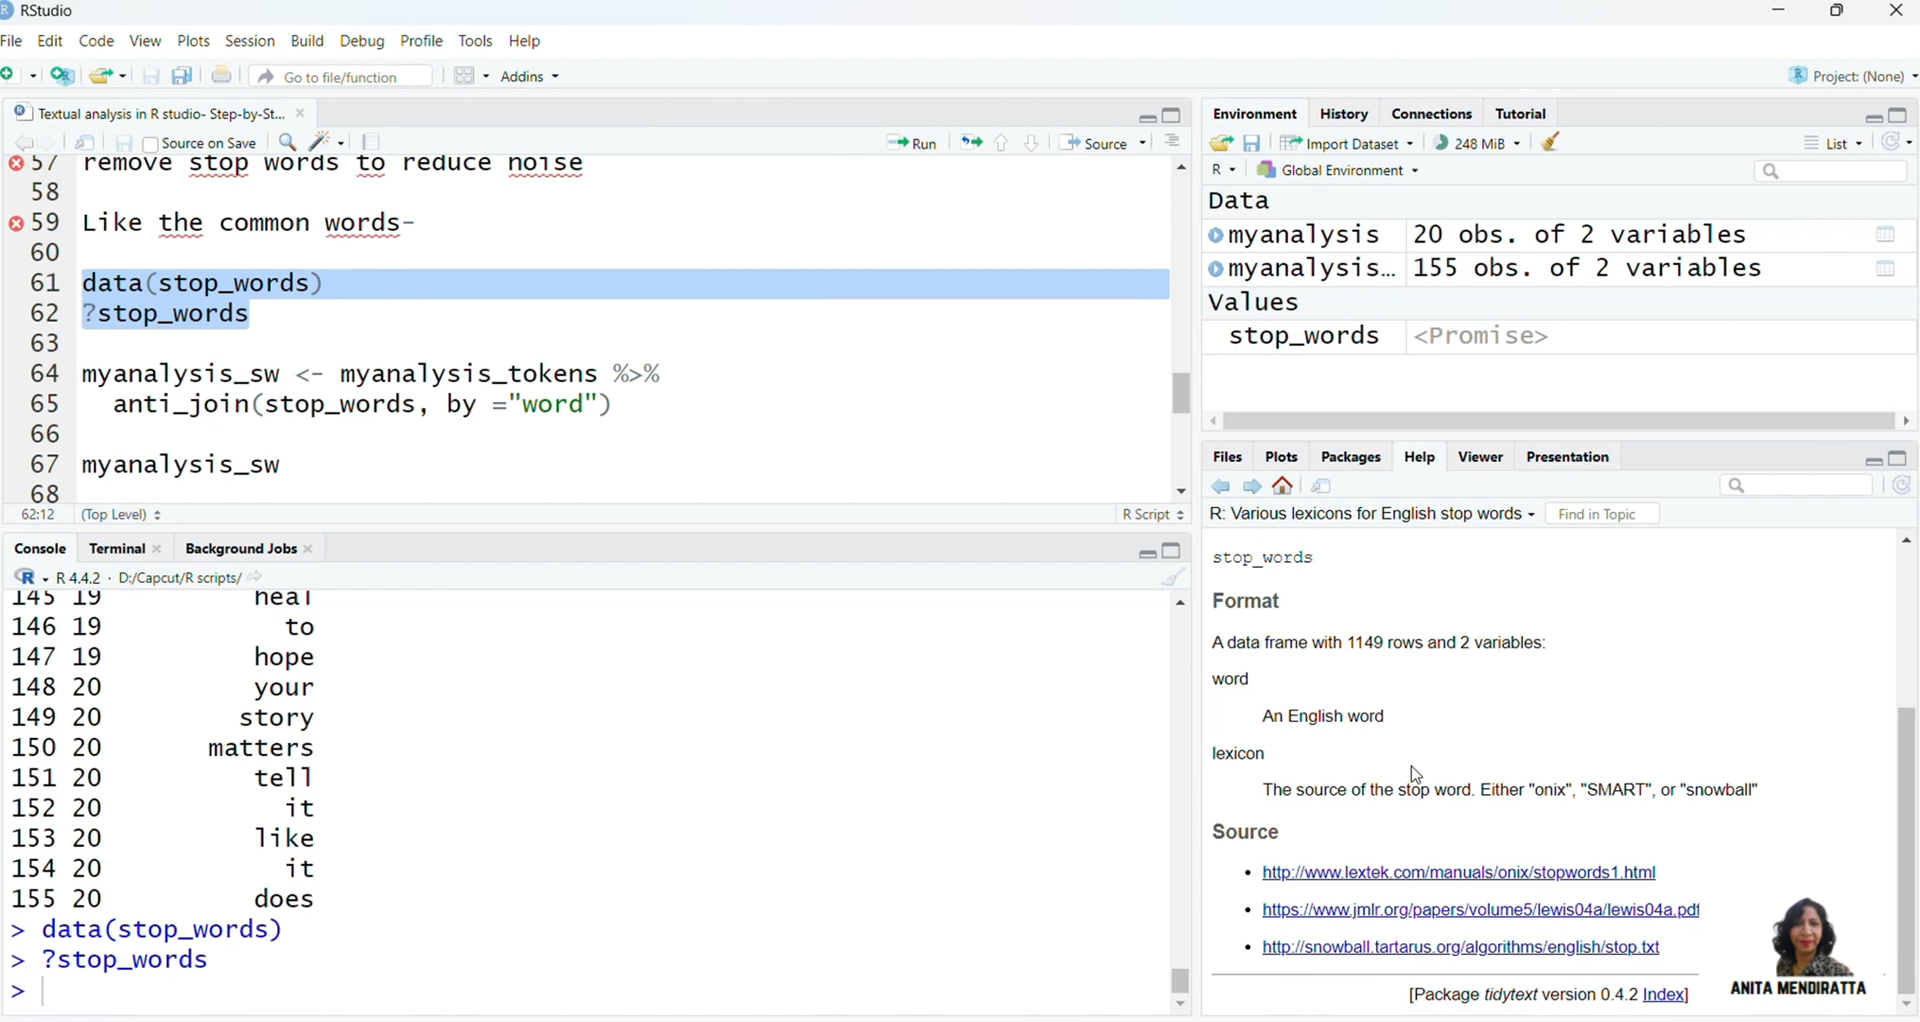 RStudio
File Edit Code View Plots Session Build Debug Profile Tools Help
Go to file/function Addins Project: (None)
Textual analysis in R studio- Step-by-St...
Source on Save Run Source
57 remove stop words to reduce noise
58
59 Like the common words-
60
61 data(stop_words)
62 ?stop_words
63
64 myanalysis_sw <- myanalysis_tokens %>%
65 anti_join(stop_words, by ="word")
66
67 myanalysis_sw
68
62:12 (Top Level) R Script
Console Terminal Background Jobs
R 4.4.2 · D:/Capcut/R scripts/
145 19 heal
146 19 to
147 19 hope
148 20 your
149 20 story
150 20 matters
151 20 tell
152 20 it
153 20 like
154 20 it
155 20 does
> data(stop_words)
> ?stop_words
>
Environment History Connections Tutorial
Import Dataset 248 MiB List
R Global Environment
Data
myanalysis 20 obs. of 2 variables
myanalysis... 155 obs. of 2 variables
Values
stop_words <Promise>
Files Plots Packages Help Viewer Presentation
R: Various lexicons for English stop words Find in Topic
stop_words
Format
A data frame with 1149 rows and 2 variables:
word
An English word
lexicon
The source of the stop word. Either "onix", "SMART", or "snowball"
Source
• http://www.lextek.com/manuals/onix/stopwords1.html
• https://www.jmlr.org/papers/volume5/lewis04a/lewis04a.pdf
• http://snowball.tartarus.org/algorithms/english/stop.txt
[Package tidytext version 0.4.2 Index]
ANITA MENDIRATTA